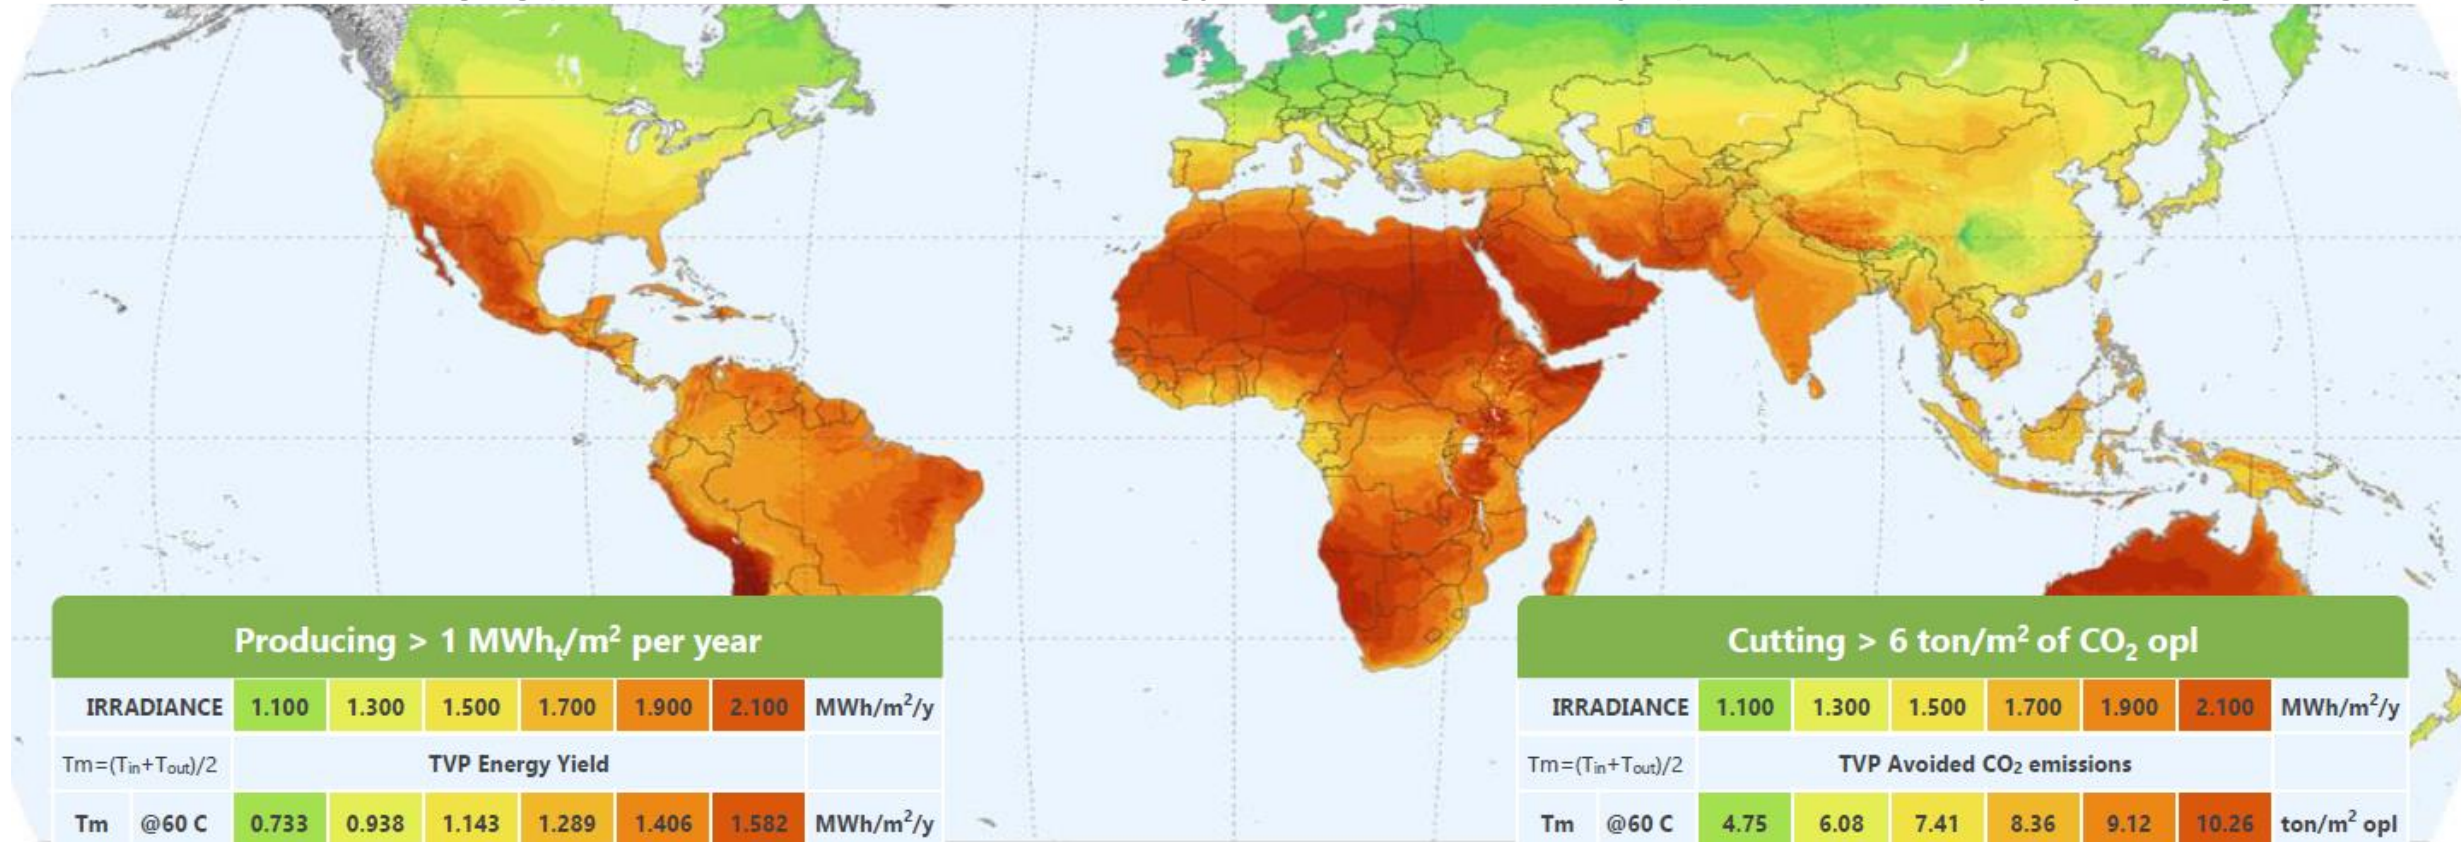 Producing > 1 MWhₜ/m² per year
IRRADIANCE 1.100 1.300 1.500 1.700 1.900 2.100 MWh/m²/y
Tm=(Tin+Tout)/2 TVP Energy Yield
Tm @60 C 0.733 0.938 1.143 1.289 1.406 1.582 MWh/m²/y
Cutting > 6 ton/m² of CO₂ opl
IRRADIANCE 1.100 1.300 1.500 1.700 1.900 2.100 MWh/m²/y
Tm=(Tin+Tout)/2 TVP Avoided CO₂ emissions
Tm @60 C 4.75 6.08 7.41 8.36 9.12 10.26 ton/m² opl